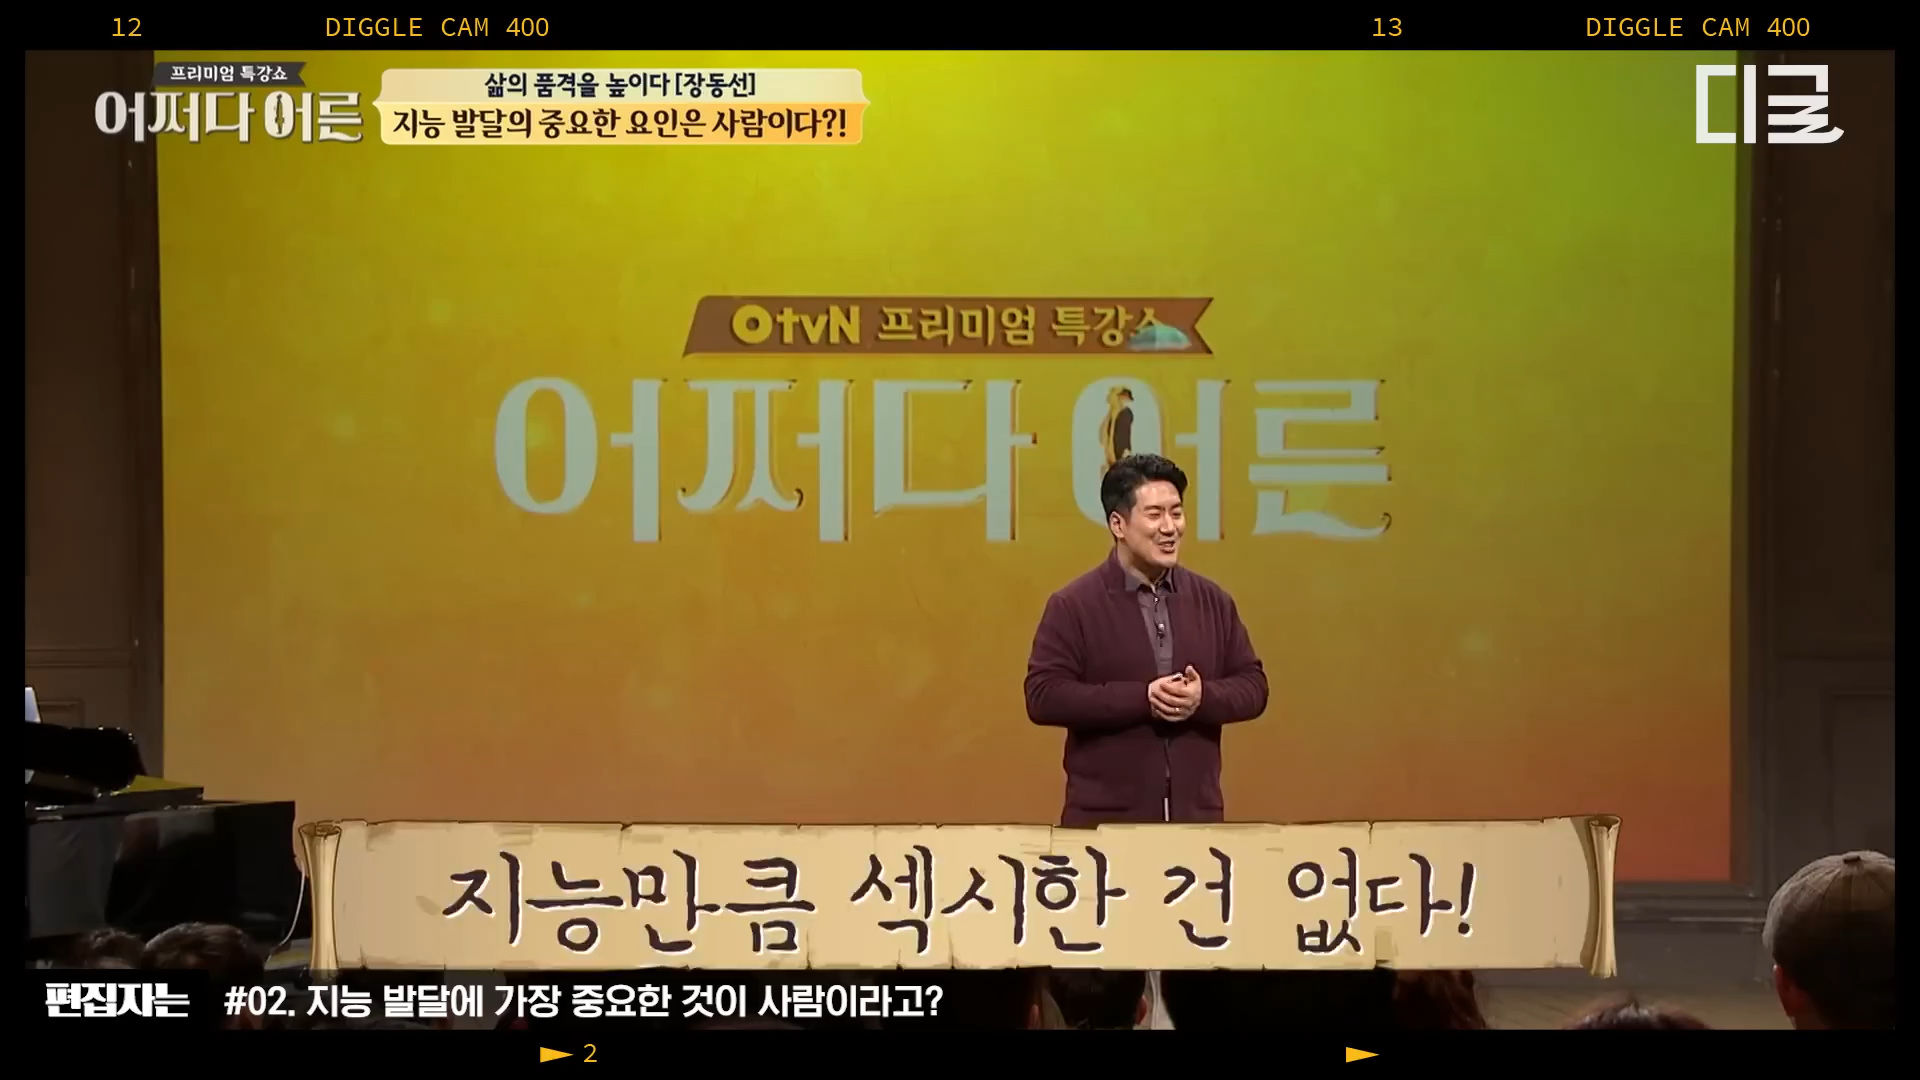 12 DIGGLE CAM 400 13 DIGGLE CAM 400
프리미엄 특강쇼
어쩌다 어른
삶의 품격을 높이다 [장동선]
지능 발달의 중요한 요인은 사람이다?!
디글
OtvN 프리미엄 특강쇼
어쩌다 어른
지능만큼 섹시한 건 없다!
편집자는 #02. 지능 발달에 가장 중요한 것이 사람이라고?
2